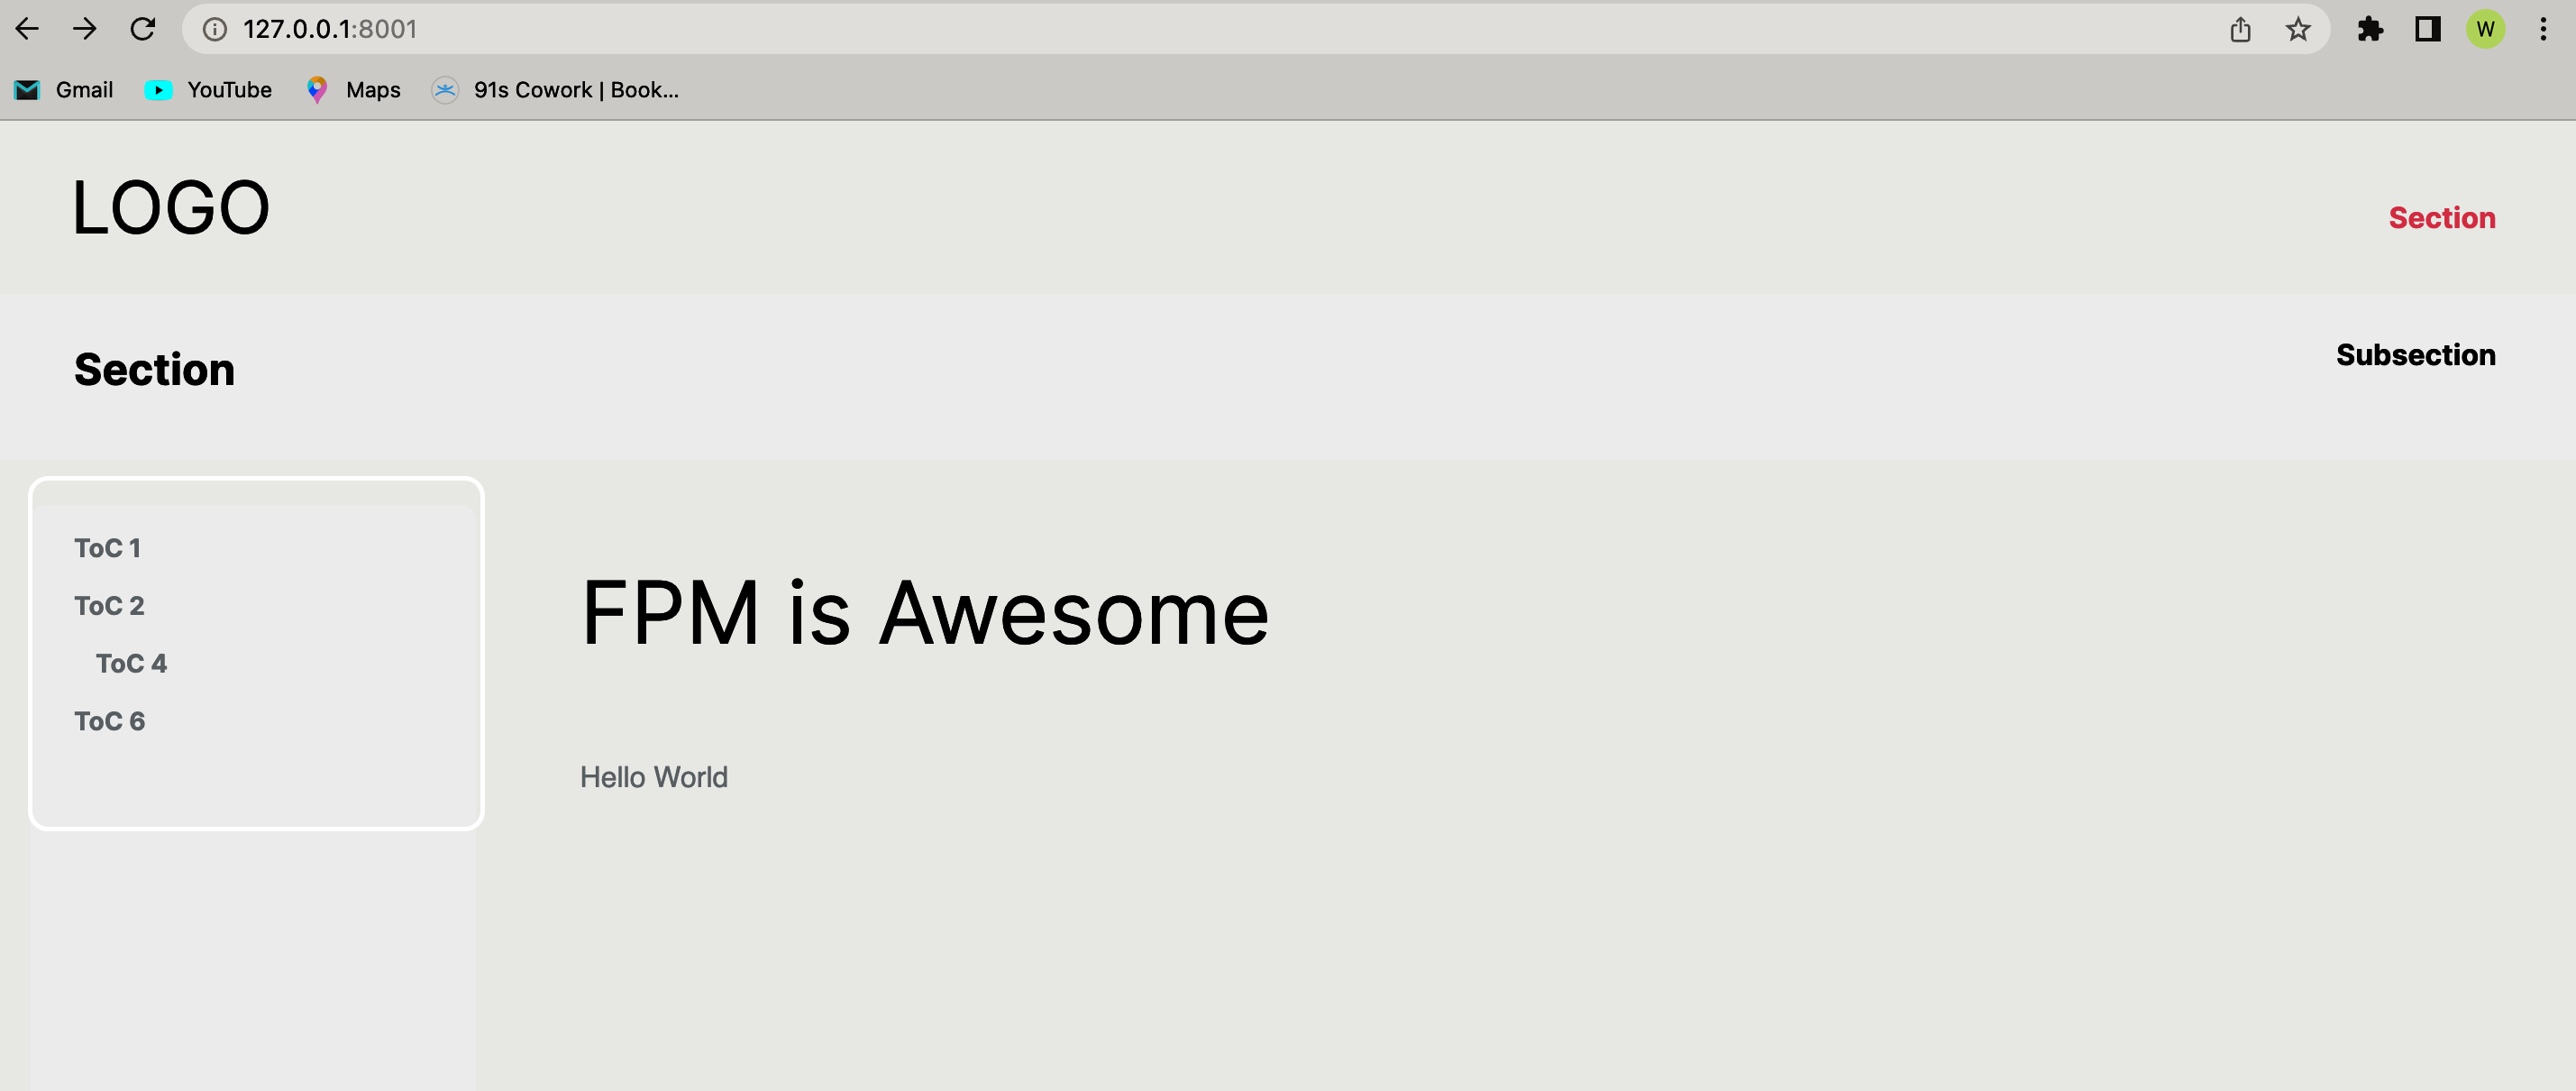 127.0.0.1:8001
W
Gmail YouTube Maps 91s Cowork | Book...
LOGO
Section
Section
Subsection
ToC 1
ToC 2
ToC 4
ToC 6
FPM is Awesome
Hello World